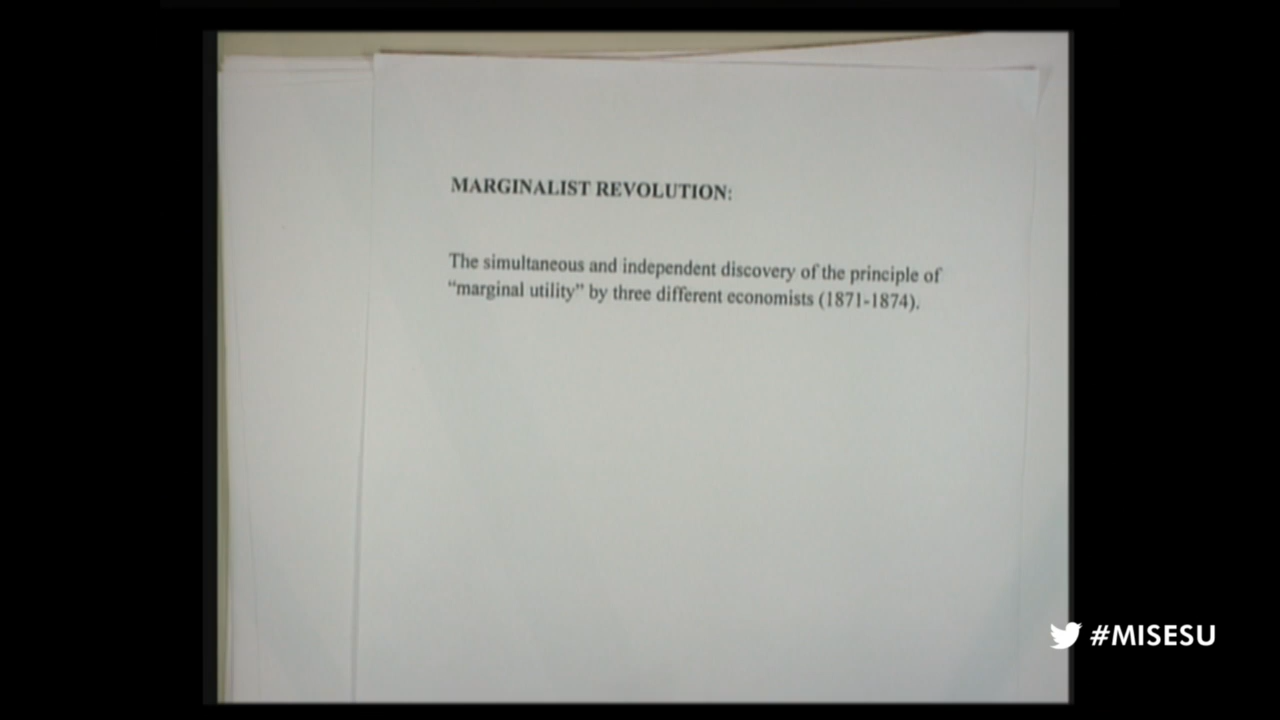 MARGINALIST REVOLUTION:
The simultaneous and independent discovery of the principle of
“marginal utility” by three different economists (1871-1874).
#MISESU